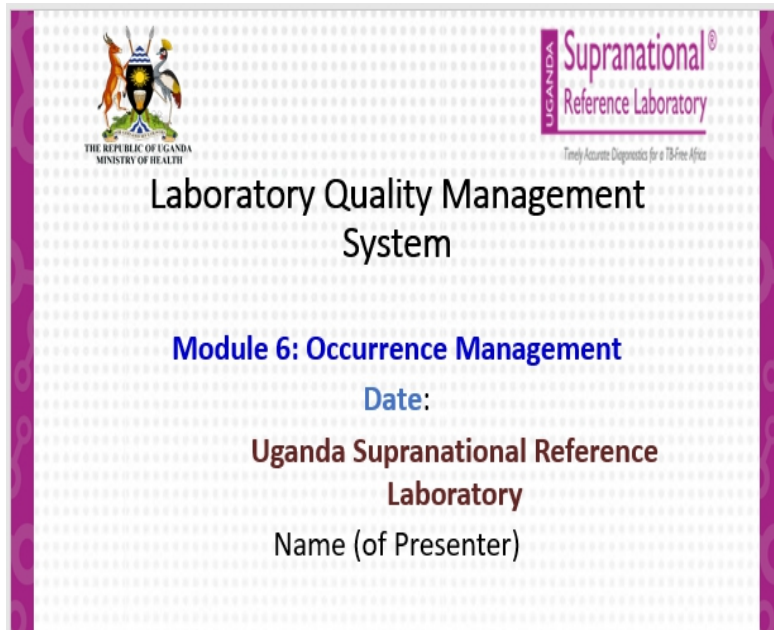 THE REPUBLIC OF UGANDA
MINISTRY OF HEALTH
UGANDA
Supranational®
Reference Laboratory
Timely Accurate Diagnostics for a TB-Free Africa
Laboratory Quality Management
System
Module 6: Occurrence Management
Date:
Uganda Supranational Reference
Laboratory
Name (of Presenter)